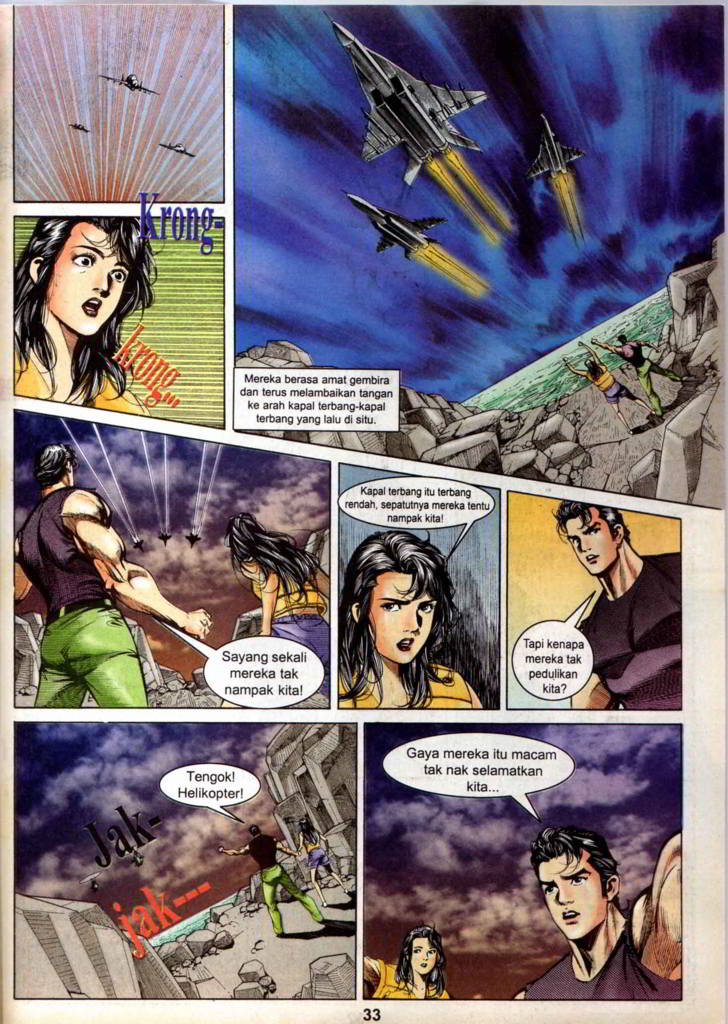 Krong-
krong...
Mereka berasa amat gembira
dan terus melambaikan tangan
ke arah kapal terbang-kapal
terbang yang lalu di situ.
Sayang sekali
mereka tak
nampak kita!
Kapal terbang itu terbang
rendah, sepatutnya mereka tentu
nampak kita!
Tapi kenapa
mereka tak
pedulikan
kita?
Tengok!
Helikopter!
Jak-
jak---
Gaya mereka itu macam
tak nak selamatkan
kita...
33